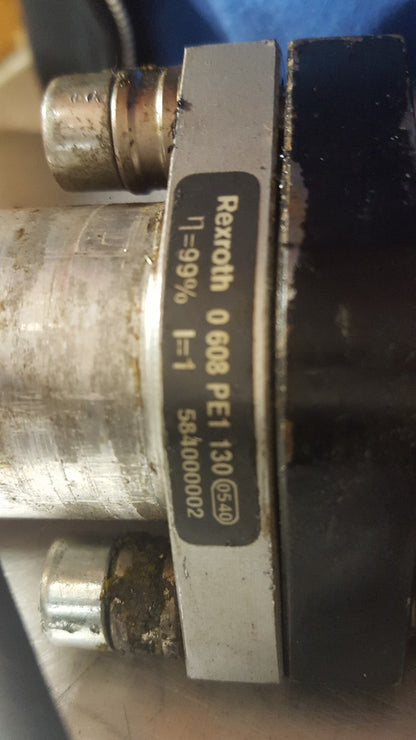 Rexroth 0 608 PE1 130 0540
η=99% I=1 584000002